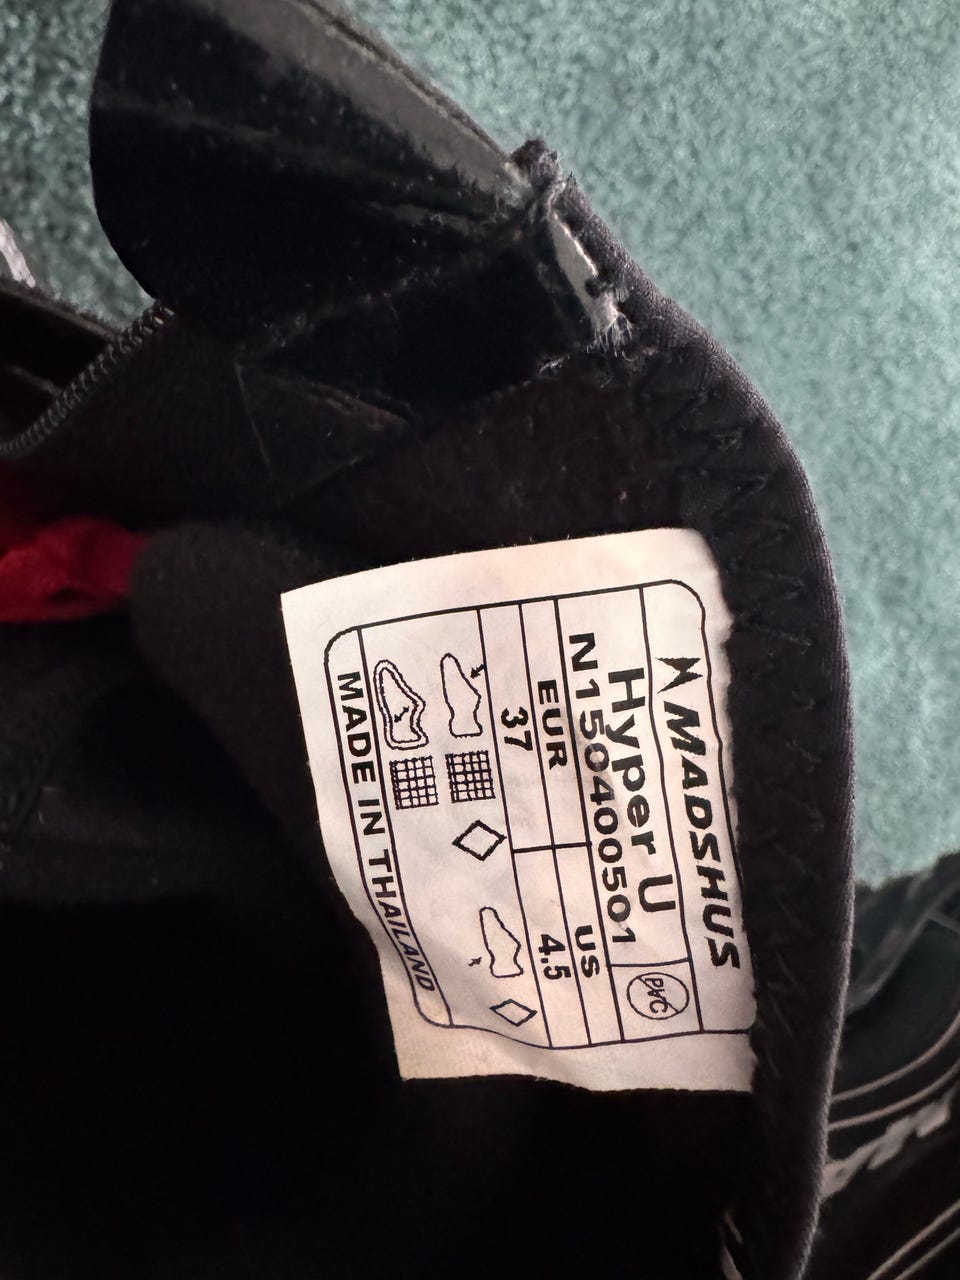 MADSHUS
Hyper U
PVC
N150400501
EUR US
37 4.5
MADE IN THAILAND